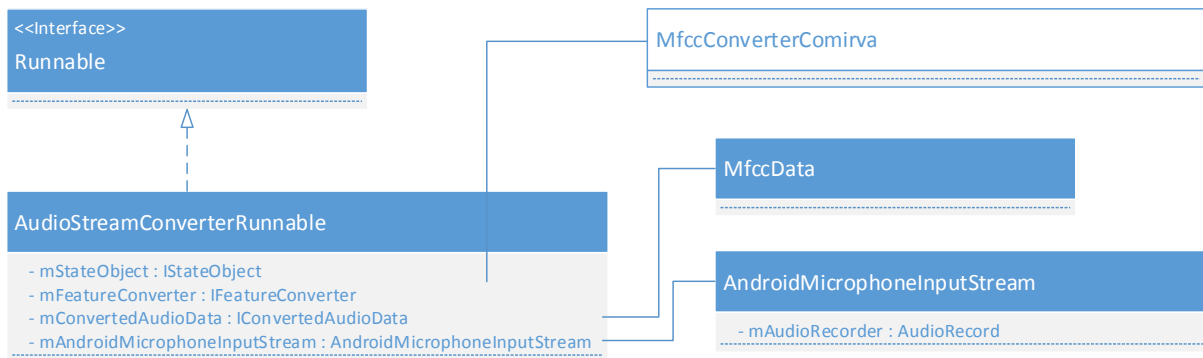 <<Interface>>
Runnable
MfccConverterComirva
MfccData
AudioStreamConverterRunnable
- mStateObject : IStateObject
- mFeatureConverter : IFeatureConverter
- mConvertedAudioData : IConvertedAudioData
- mAndroidMicrophoneInputStream : AndroidMicrophoneInputStream
AndroidMicrophoneInputStream
- mAudioRecorder : AudioRecord